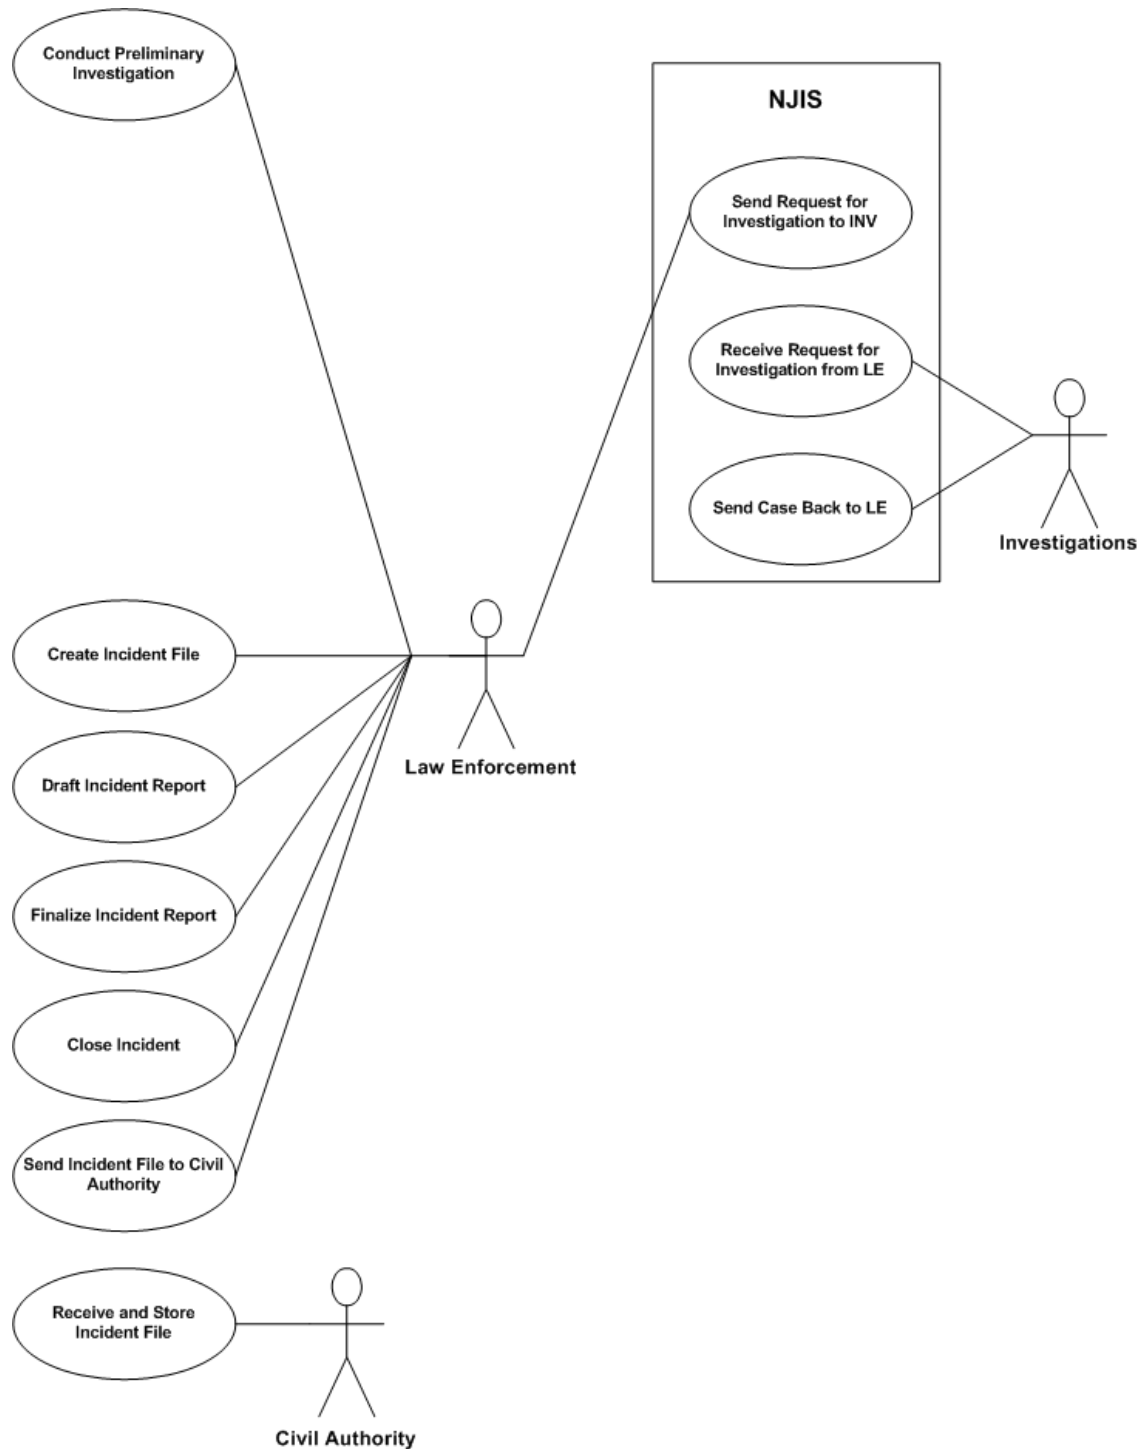 Conduct Preliminary
Investigation
NJIS
Send Request for
Investigation to INV
Receive Request for
Investigation from LE
Send Case Back to LE
Investigations
Create Incident File
Law Enforcement
Draft Incident Report
Finalize Incident Report
Close Incident
Send Incident File to Civil
Authority
Receive and Store
Incident File
Civil Authority